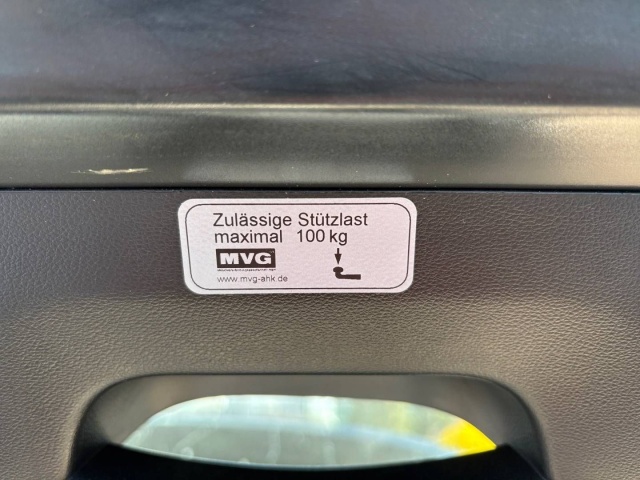 Zulässige Stützlast
maximal 100 kg
MVG
www.mvg-ahk.de